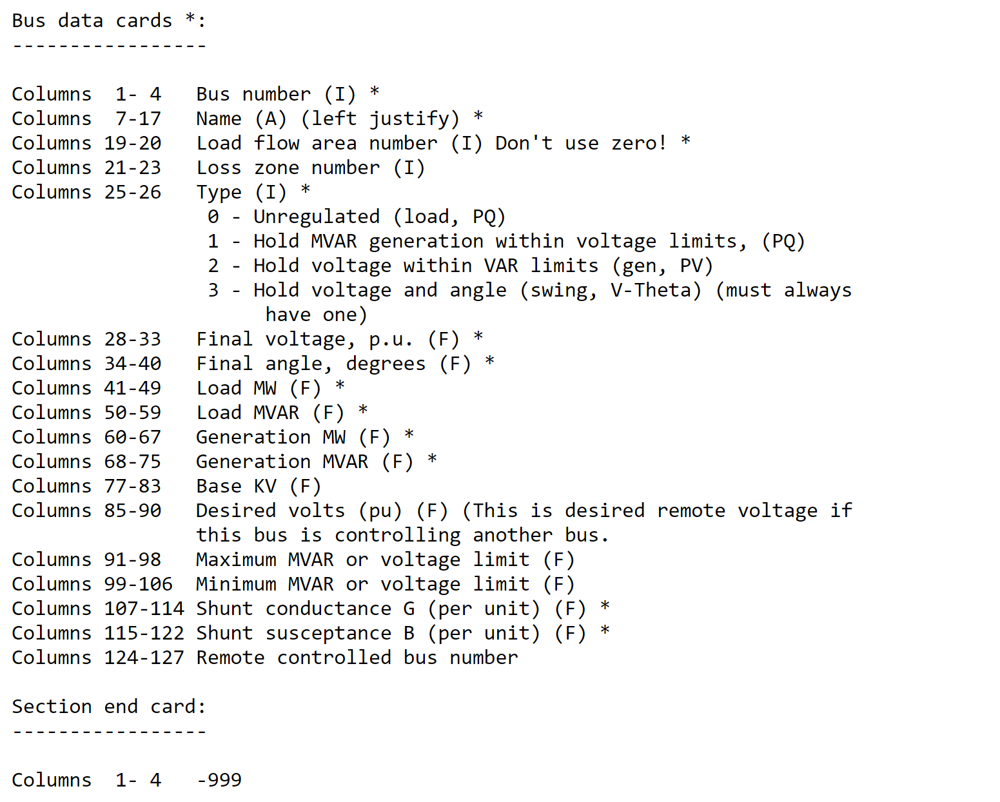 Bus data cards *:
-----------------
Columns  1- 4   Bus number (I) *
Columns  7-17   Name (A) (left justify) *
Columns 19-20   Load flow area number (I) Don't use zero! *
Columns 21-23   Loss zone number (I)
Columns 25-26   Type (I) *
                 0 - Unregulated (load, PQ)
                 1 - Hold MVAR generation within voltage limits, (PQ)
                 2 - Hold voltage within VAR limits (gen, PV)
                 3 - Hold voltage and angle (swing, V-Theta) (must always
                      have one)
Columns 28-33   Final voltage, p.u. (F) *
Columns 34-40   Final angle, degrees (F) *
Columns 41-49   Load MW (F) *
Columns 50-59   Load MVAR (F) *
Columns 60-67   Generation MW (F) *
Columns 68-75   Generation MVAR (F) *
Columns 77-83   Base KV (F)
Columns 85-90   Desired volts (pu) (F) (This is desired remote voltage if
                this bus is controlling another bus.
Columns 91-98   Maximum MVAR or voltage limit (F)
Columns 99-106  Minimum MVAR or voltage limit (F)
Columns 107-114 Shunt conductance G (per unit) (F) *
Columns 115-122 Shunt susceptance B (per unit) (F) *
Columns 124-127 Remote controlled bus number
Section end card:
-----------------
Columns  1- 4   -999